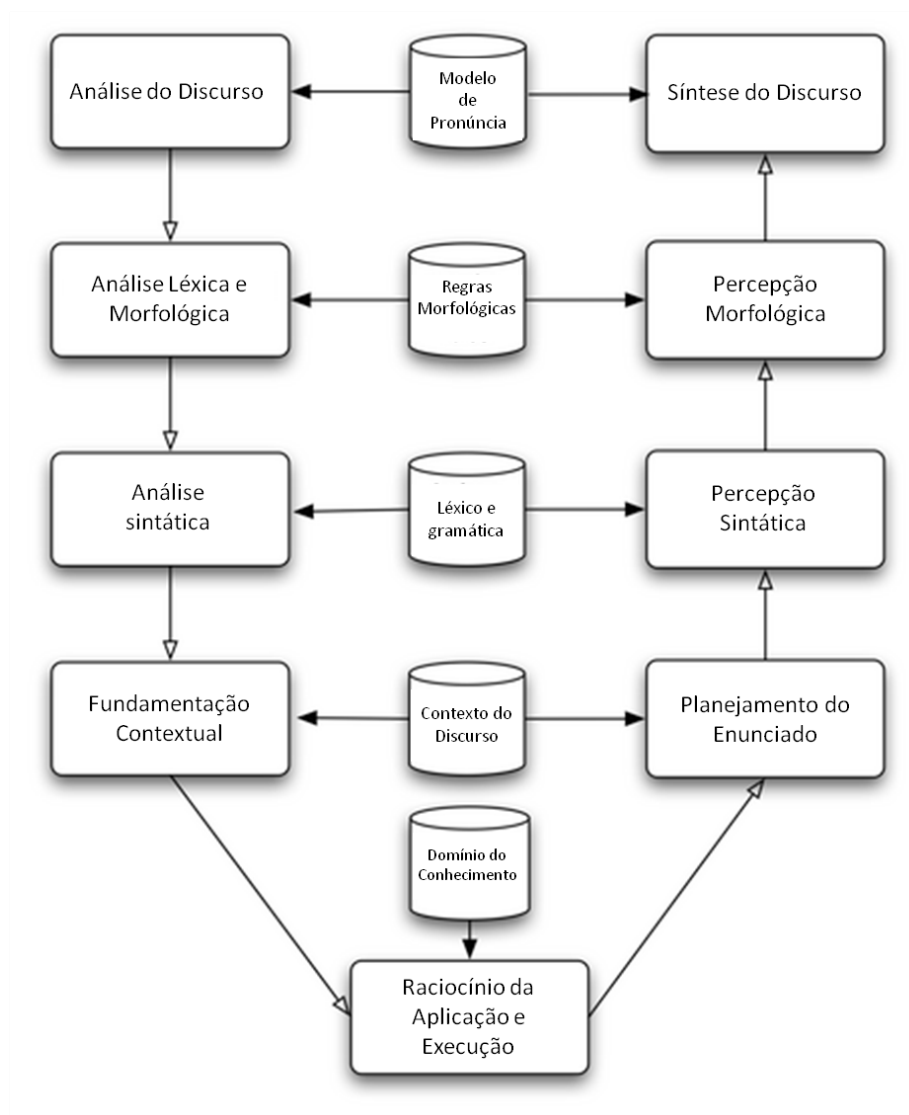 Análise do Discurso
Modelo
de
Pronúncia
Síntese do Discurso
Análise Léxica e
Morfológica
Regras
Morfológicas
Percepção
Morfológica
Análise
sintática
Léxico e
gramática
Percepção
Sintática
Fundamentação
Contextual
Contexto do
Discurso
Planejamento do
Enunciado
Domínio do
Conhecimento
Raciocínio da
Aplicação e
Execução